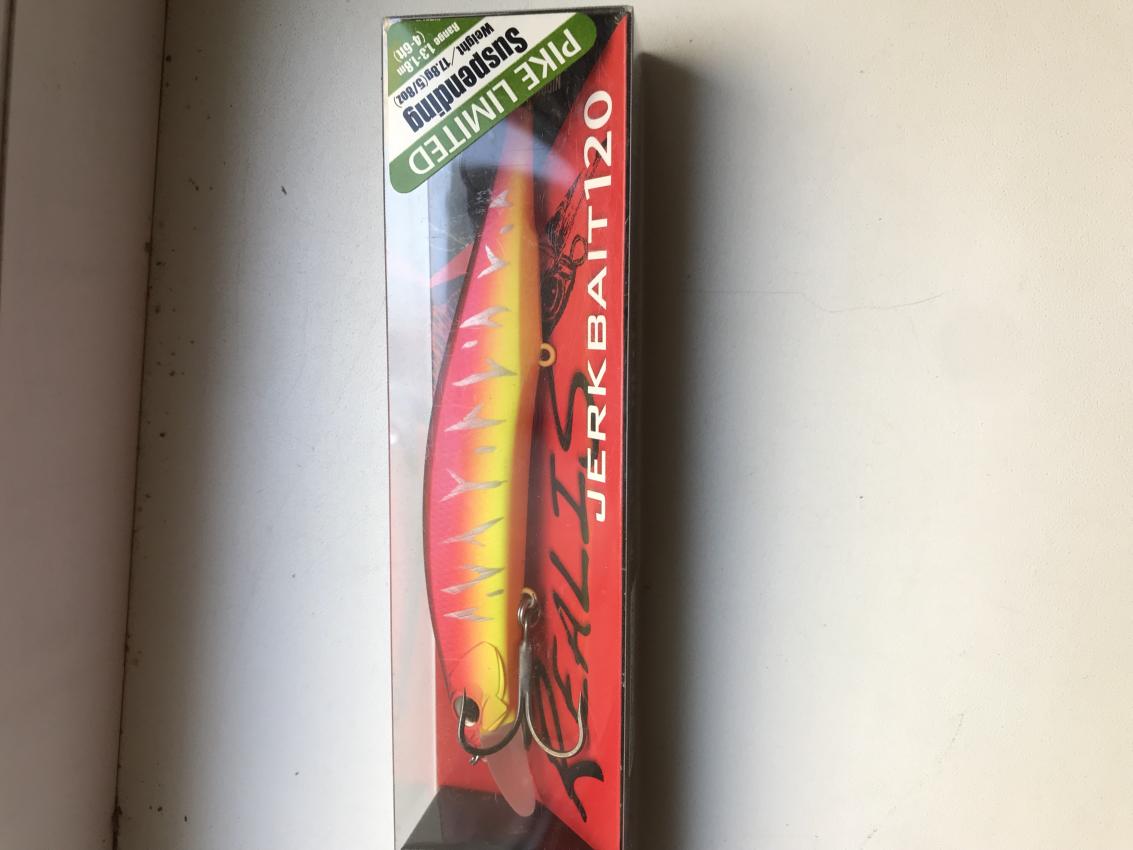 PIKE LIMITED
Suspending
Weight / 17.8g (5/8oz)
Range 1.3-1.8m
(4-6ft)
REALIS
JERKBAIT120